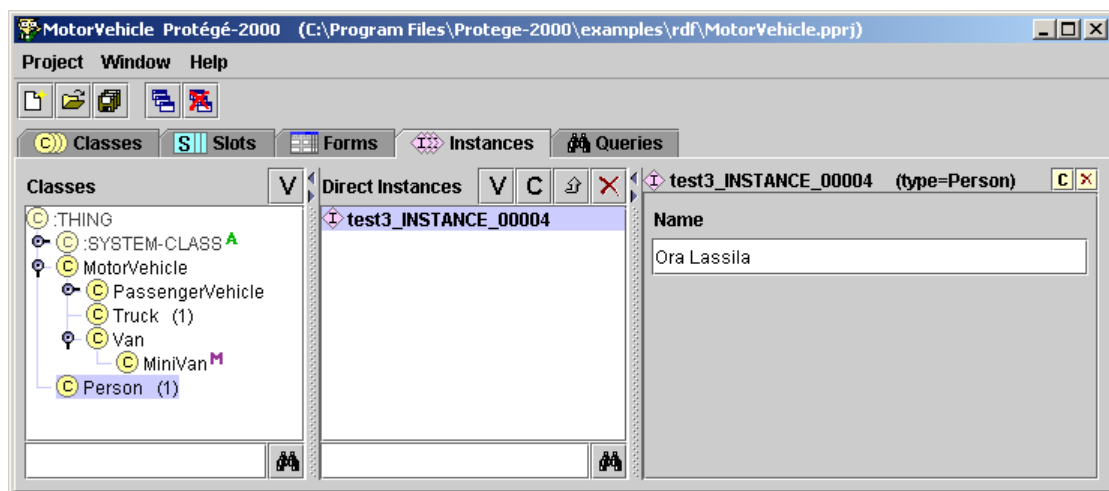 MotorVehicle Protégé-2000 (C:\Program Files\Protege-2000\examples\rdf\MotorVehicle.pprj)
Project Window Help
C Classes S Slots Forms I Instances Queries
Classes V
:THING
:SYSTEM-CLASS A
MotorVehicle
PassengerVehicle
Truck (1)
Van
MiniVan M
Person (1)
Direct Instances V C
test3_INSTANCE_00004
test3_INSTANCE_00004 (type=Person) C
Name
Ora Lassila